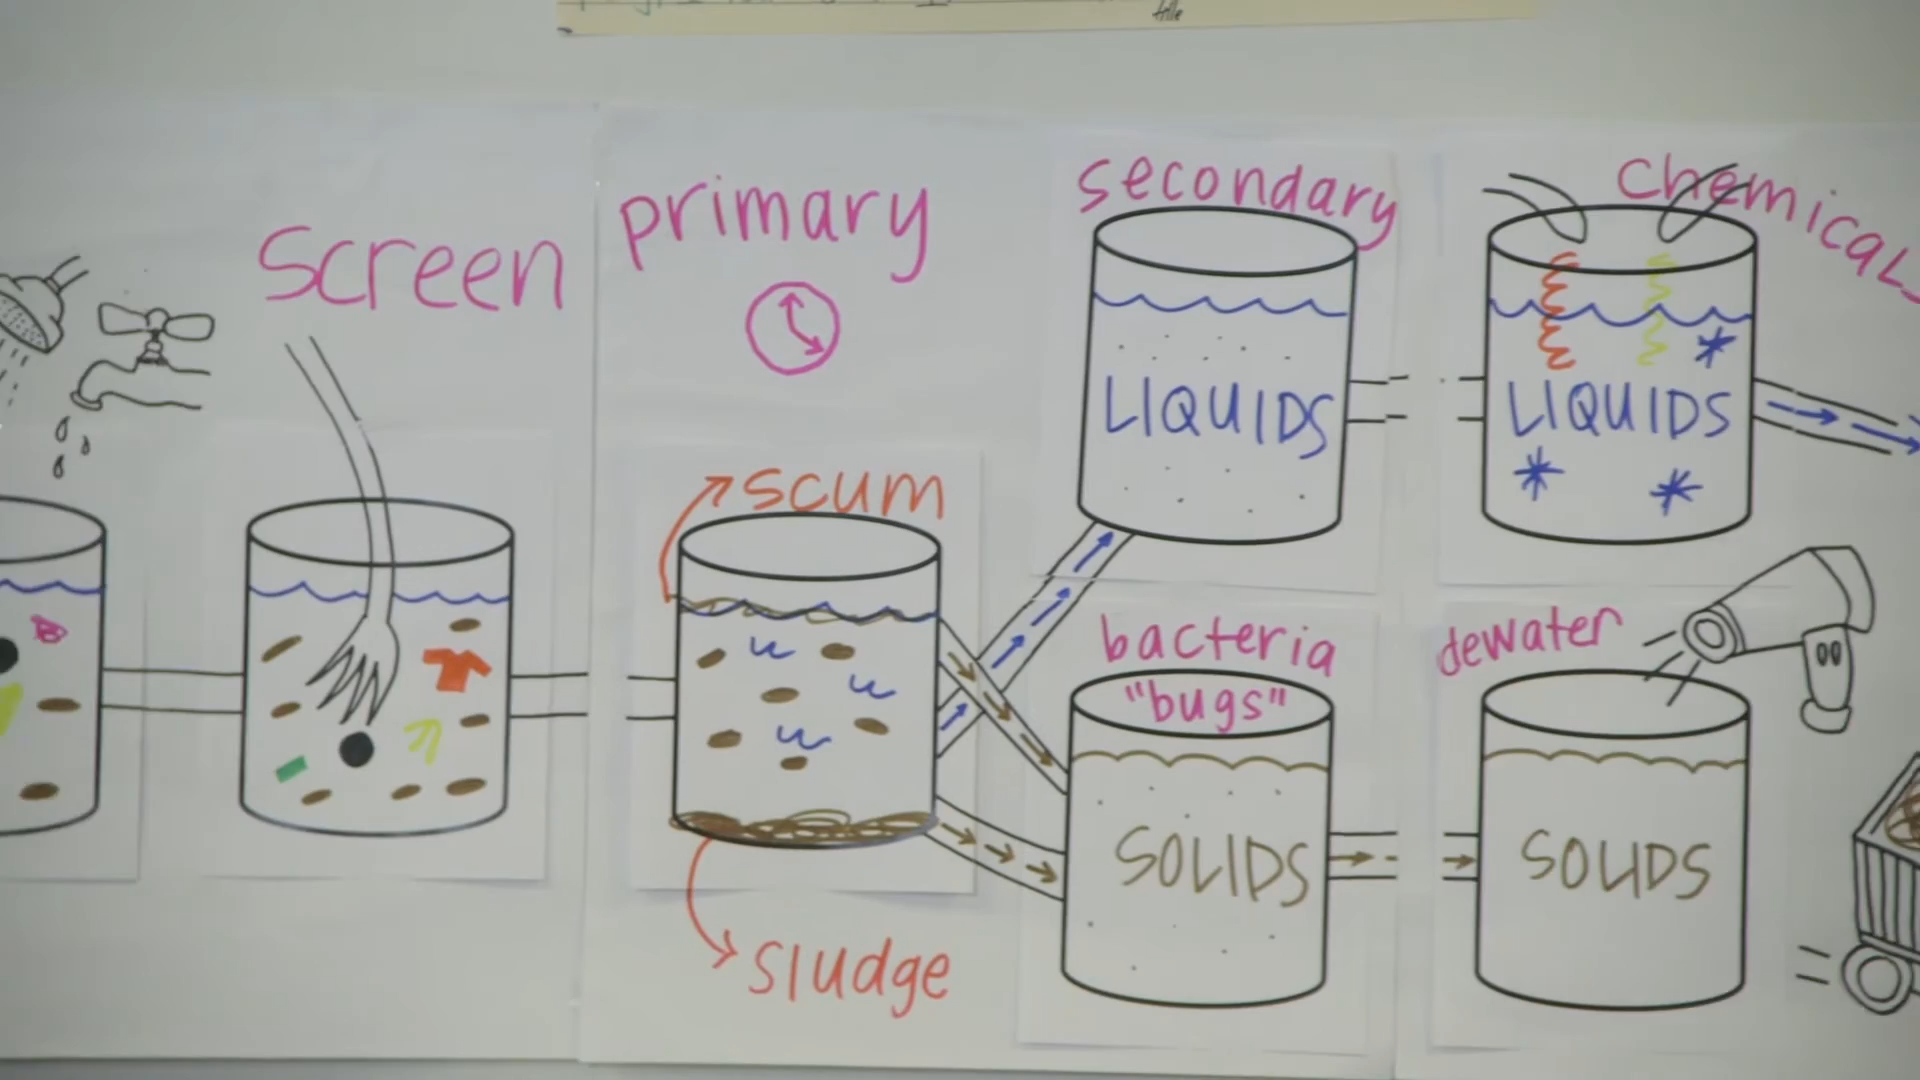 screen
primary
scum
sludge
secondary
LIQUIDS
chemicals
LIQUIDS
bacteria
"bugs"
SOLIDS
dewater
SOLIDS